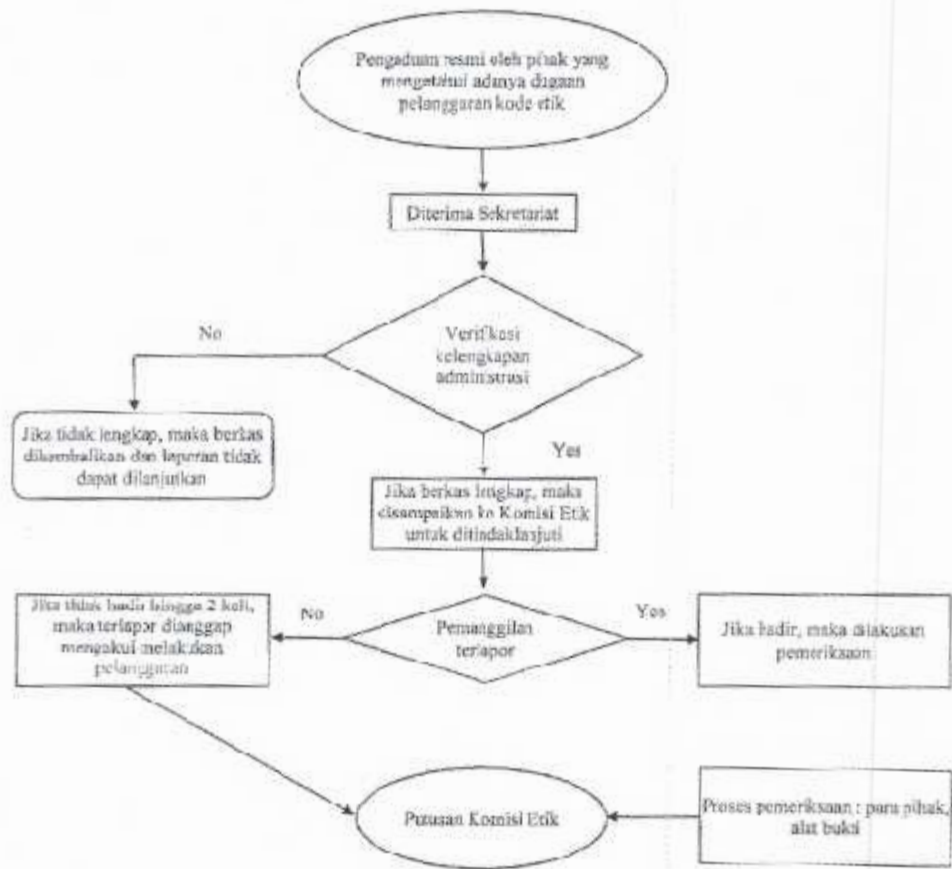 Pengaduan resmi oleh pihak yang
mengetahui adanya dugaan
pelanggaran kode etik
Diterima Sekretariat
No
Verifikasi
kelengkapan
administrasi
Jika tidak lengkap, maka berkas
dikembalikan dan laporan tidak
dapat dilanjutkan
Yes
Jika berkas lengkap, maka
disampaikan ke Komisi Etik
untuk ditindaklanjuti
Jika tidak hadir hingga 2 kali,
maka terlapor dianggap
mengakui melakukan
pelanggaran
No
Pemanggilan
terlapor
Yes
Jika hadir, maka dilakukan
pemeriksaan
Putusan Komisi Etik
Proses pemeriksaan : para pihak,
alat bukti